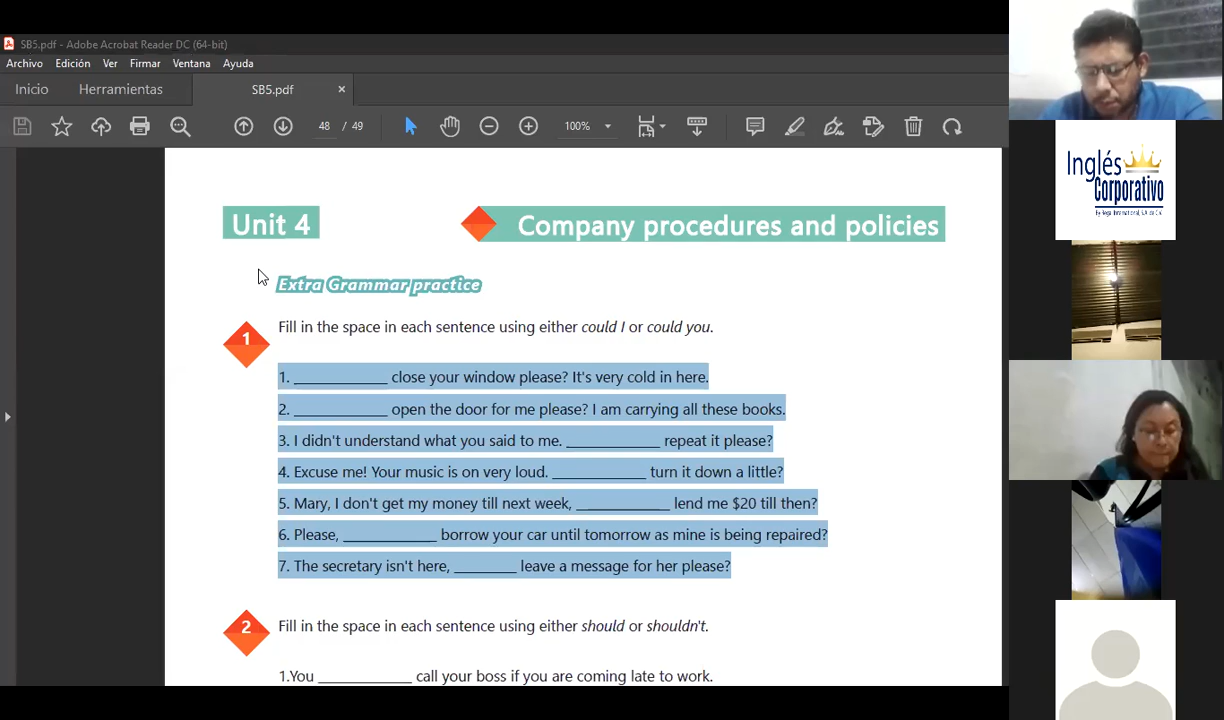 SB5.pdf - Adobe Acrobat Reader DC (64-bit)
Archivo Edición Ver Firmar Ventana Ayuda
Inicio Herramientas SB5.pdf ×
48 / 49 100%
Unit 4 Company procedures and policies
Extra Grammar practice
1 Fill in the space in each sentence using either could I or could you.
1. ____________ close your window please? It's very cold in here.
2. ____________ open the door for me please? I am carrying all these books.
3. I didn't understand what you said to me. ____________ repeat it please?
4. Excuse me! Your music is on very loud. ____________ turn it down a little?
5. Mary, I don't get my money till next week, ____________ lend me $20 till then?
6. Please, ____________ borrow your car until tomorrow as mine is being repaired?
7. The secretary isn't here, ________ leave a message for her please?
2 Fill in the space in each sentence using either should or shouldn't.
1.You ____________ call your boss if you are coming late to work.
Inglés
Corporativo